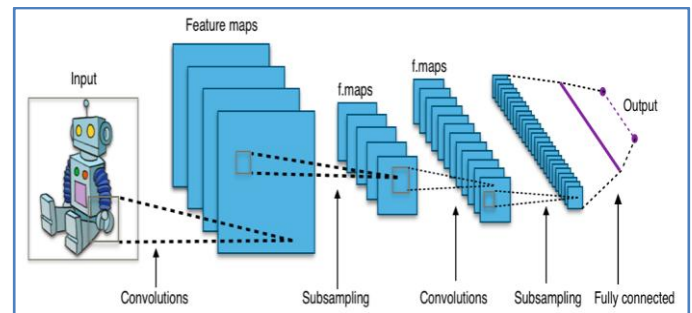 Feature maps
Input
f.maps
f.maps
Output
Convolutions
Subsampling
Convolutions
Subsampling
Fully connected